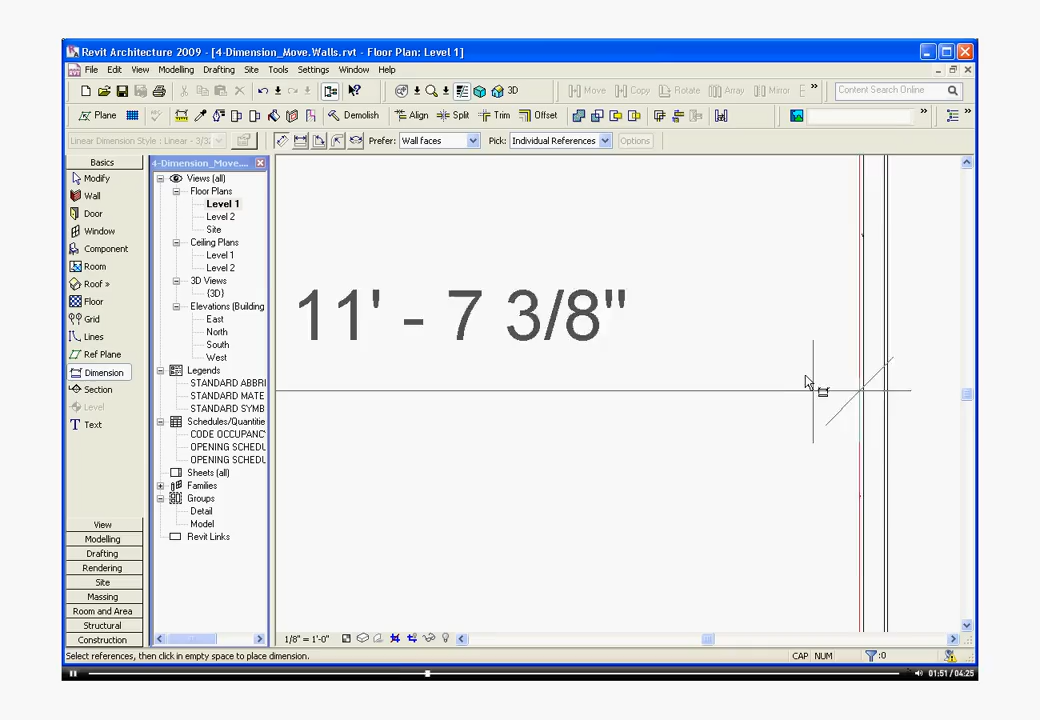 Revit Architecture 2009 - [4-Dimension_Move.Walls.rvt - Floor Plan: Level 1]
File Edit View Modelling Drafting Site Tools Settings Window Help
3D Move Copy Rotate Array Mirror » Content Search Online
Plane Demolish Align Split Trim Offset » »
Linear Dimension Style : Linear - 3/32 Prefer: Wall faces Pick: Individual References Options
Basics
Modify
Wall
Door
Window
Component
Room
Roof »
Floor
Grid
Lines
Ref Plane
Dimension
Section
Level
Text
View
Modelling
Drafting
Rendering
Site
Massing
Room and Area
Structural
Construction
4-Dimension_Move....
Views (all)
Floor Plans
Level 1
Level 2
Site
Ceiling Plans
Level 1
Level 2
3D Views
{3D}
Elevations (Building
East
North
South
West
Legends
STANDARD ABBRI
STANDARD MATE
STANDARD SYMB
Schedules/Quantitie
CODE OCCUPANC
OPENING SCHEDU
OPENING SCHEDU
Sheets (all)
Families
Groups
Detail
Model
Revit Links
11' - 7 3/8"
1/8" = 1'-0"
Select references, then click in empty space to place dimension. CAP NUM :0
01:51 / 04:25